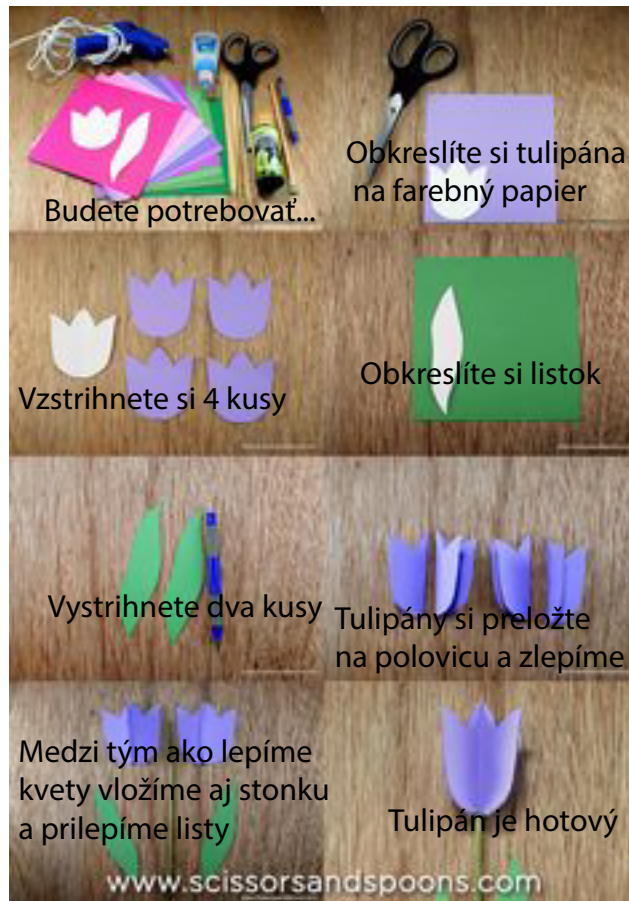 Budete potrebovať...
Obkreslíte si tulipána
na farebný papier
Vzstrihnete si 4 kusy
Obkreslíte si listok
Vystrihnete dva kusy
Tulipány si preložte
na polovicu a zlepíme
Medzi tým ako lepíme
kvety vložíme aj stonku
a prilepíme listy
Tulipán je hotový
www.scissorsandspoons.com